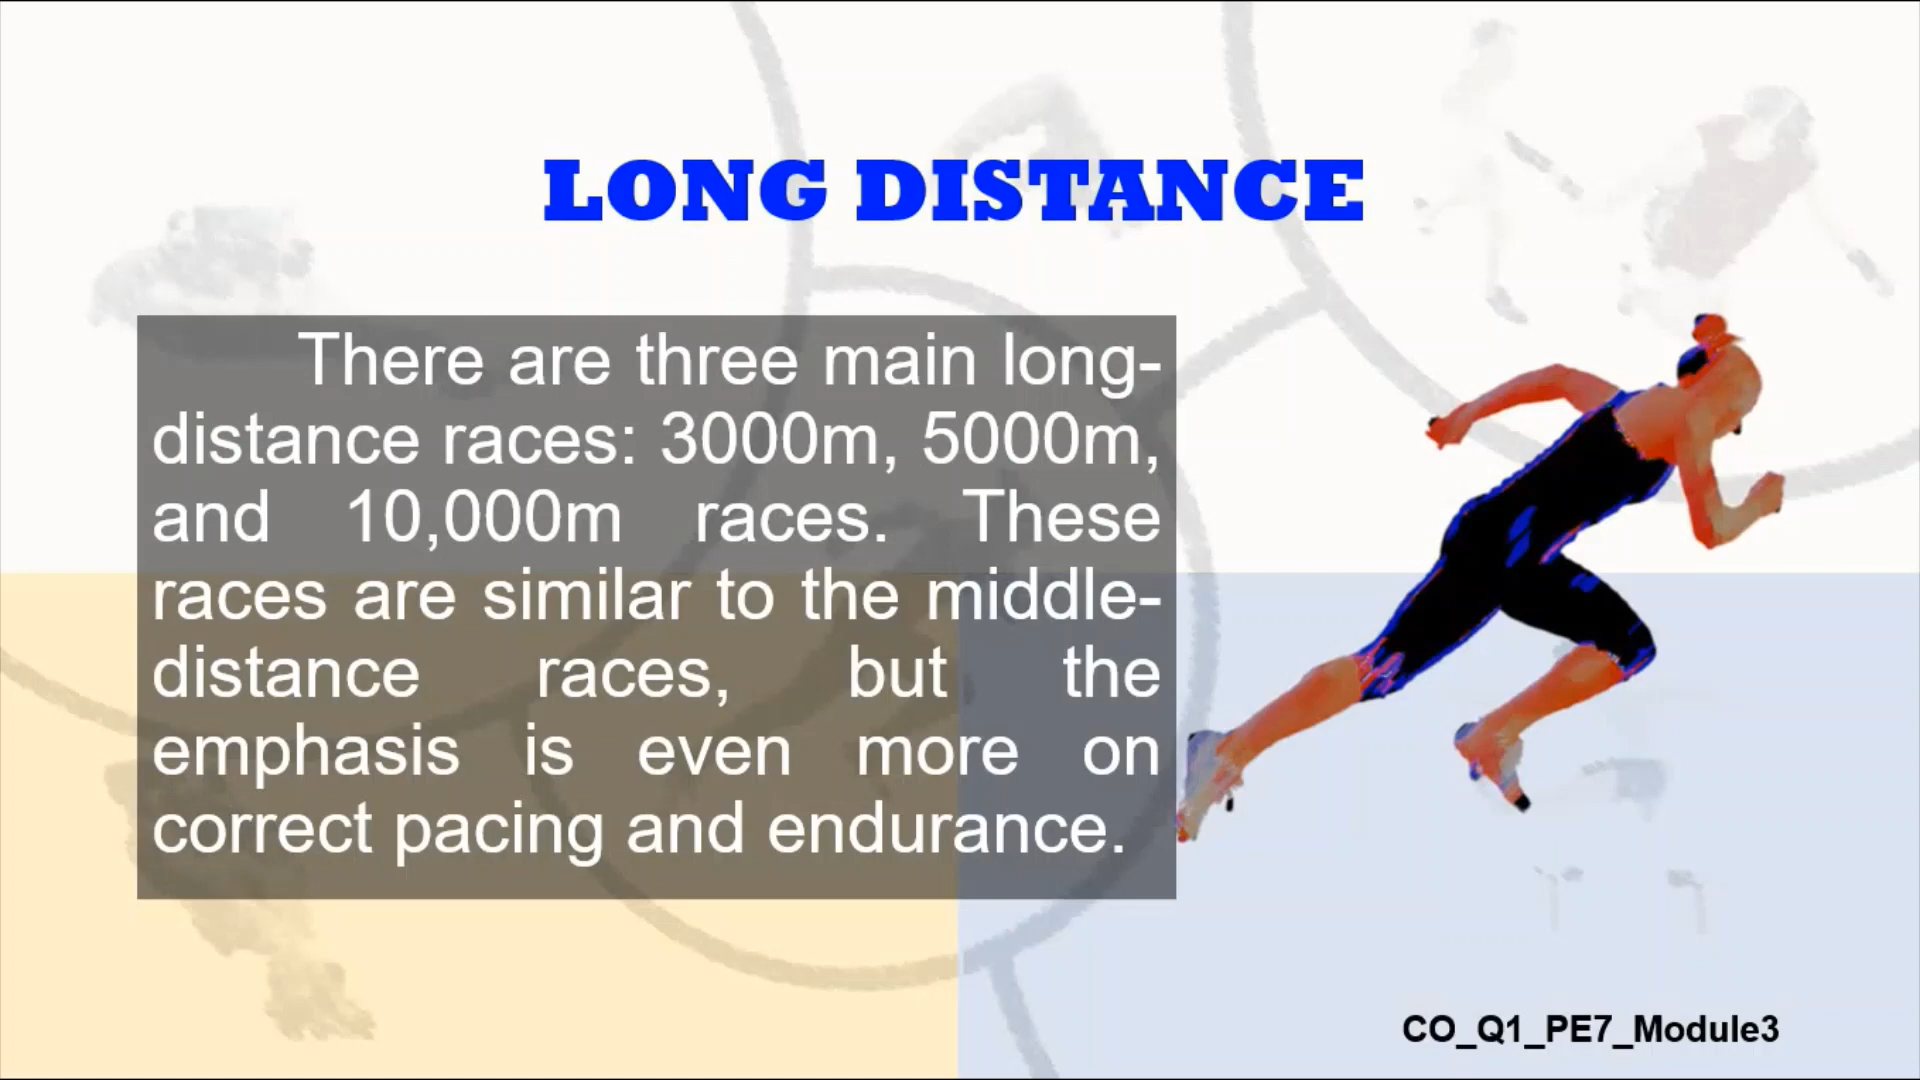 LONG DISTANCE
There are three main long-
distance races: 3000m, 5000m,
and 10,000m races. These
races are similar to the middle-
distance races, but the
emphasis is even more on
correct pacing and endurance.
CO_Q1_PE7_Module3